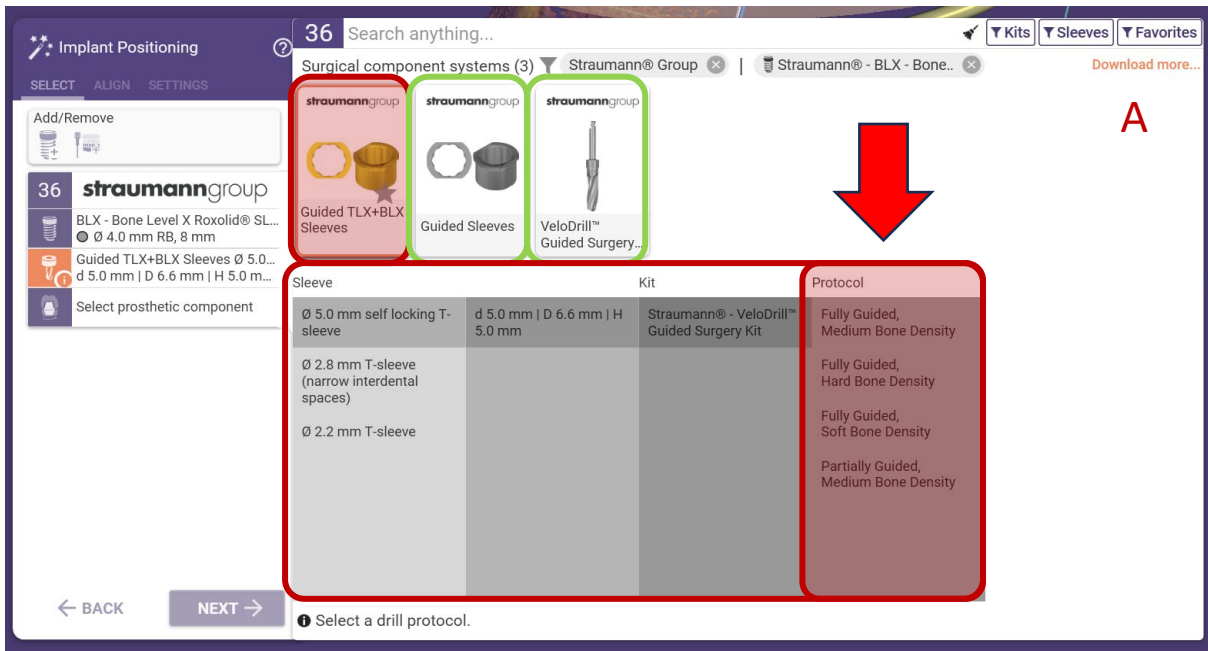 Implant Positioning
SELECT ALIGN SETTINGS
Add/Remove
36 straumanngroup
BLX - Bone Level X Roxolid® SL...
Ø 4.0 mm RB, 8 mm
Guided TLX+BLX Sleeves Ø 5.0...
d 5.0 mm | D 6.6 mm | H 5.0 m...
Select prosthetic component
BACK NEXT
36 Search anything...
Kits Sleeves Favorites
Surgical component systems (3) Straumann® Group | Straumann® - BLX - Bone..
Download more...
A
straumanngroup
Guided TLX+BLX
Sleeves
straumanngroup
Guided Sleeves
straumanngroup
VeloDrill™
Guided Surgery...
Sleeve Kit Protocol
Ø 5.0 mm self locking T-
sleeve
d 5.0 mm | D 6.6 mm | H
5.0 mm
Straumann® - VeloDrill™
Guided Surgery Kit
Fully Guided,
Medium Bone Density
Ø 2.8 mm T-sleeve
(narrow interdental
spaces)
Fully Guided,
Hard Bone Density
Ø 2.2 mm T-sleeve
Fully Guided,
Soft Bone Density
Partially Guided,
Medium Bone Density
Select a drill protocol.